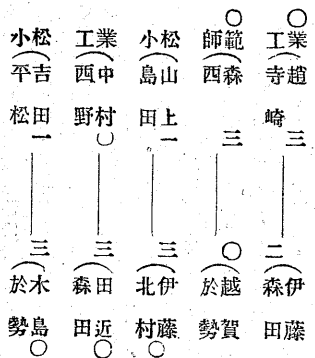 ○工業(趙 寺崎 三——二(伊藤 森田
○師範(森 西 三——〇(越賀 於勢
小松(山上 島田 一——三(伊藤 北村○
工業(中村 西野 〇——三(田近 森田○
小松(吉田 平松 一——三(木島 於勢○